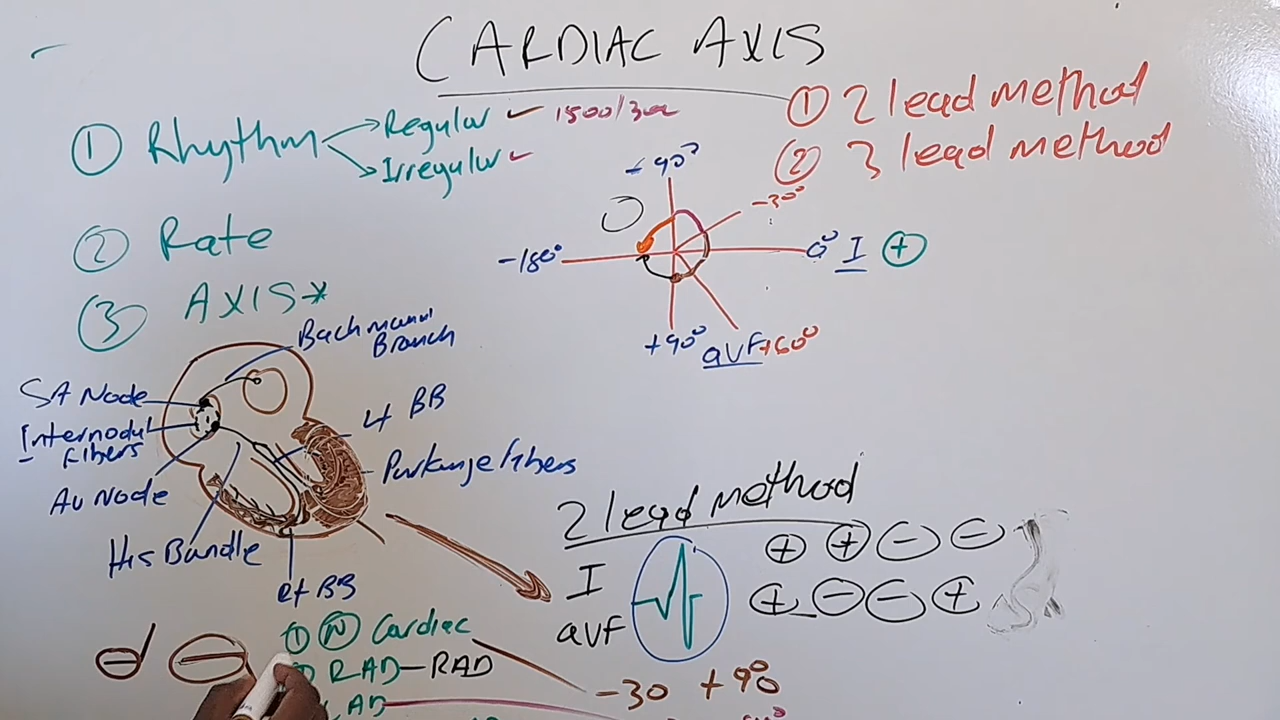 CARDIAC AXIS
① Rhythm
Regular ✓ 1500/300
Irregular ✓
② Rate
③ AXIS*
① 2 lead method
② 3 lead method
-90°
-30°
-180°
0° I ⊕
+90°
aVF
+60°
Bachmann
Branch
SA Node
Internodul
Fibers
AV Node
His Bundle
Lt BB
Purkinje fibers
Rt BB
2 lead method
I ⊕ ⊕ ⊖ ⊖
aVF ⊕ ⊖ ⊖ ⊕
① Ⓝ Cardiac
RAD-RAD
LAD
-30 +90°